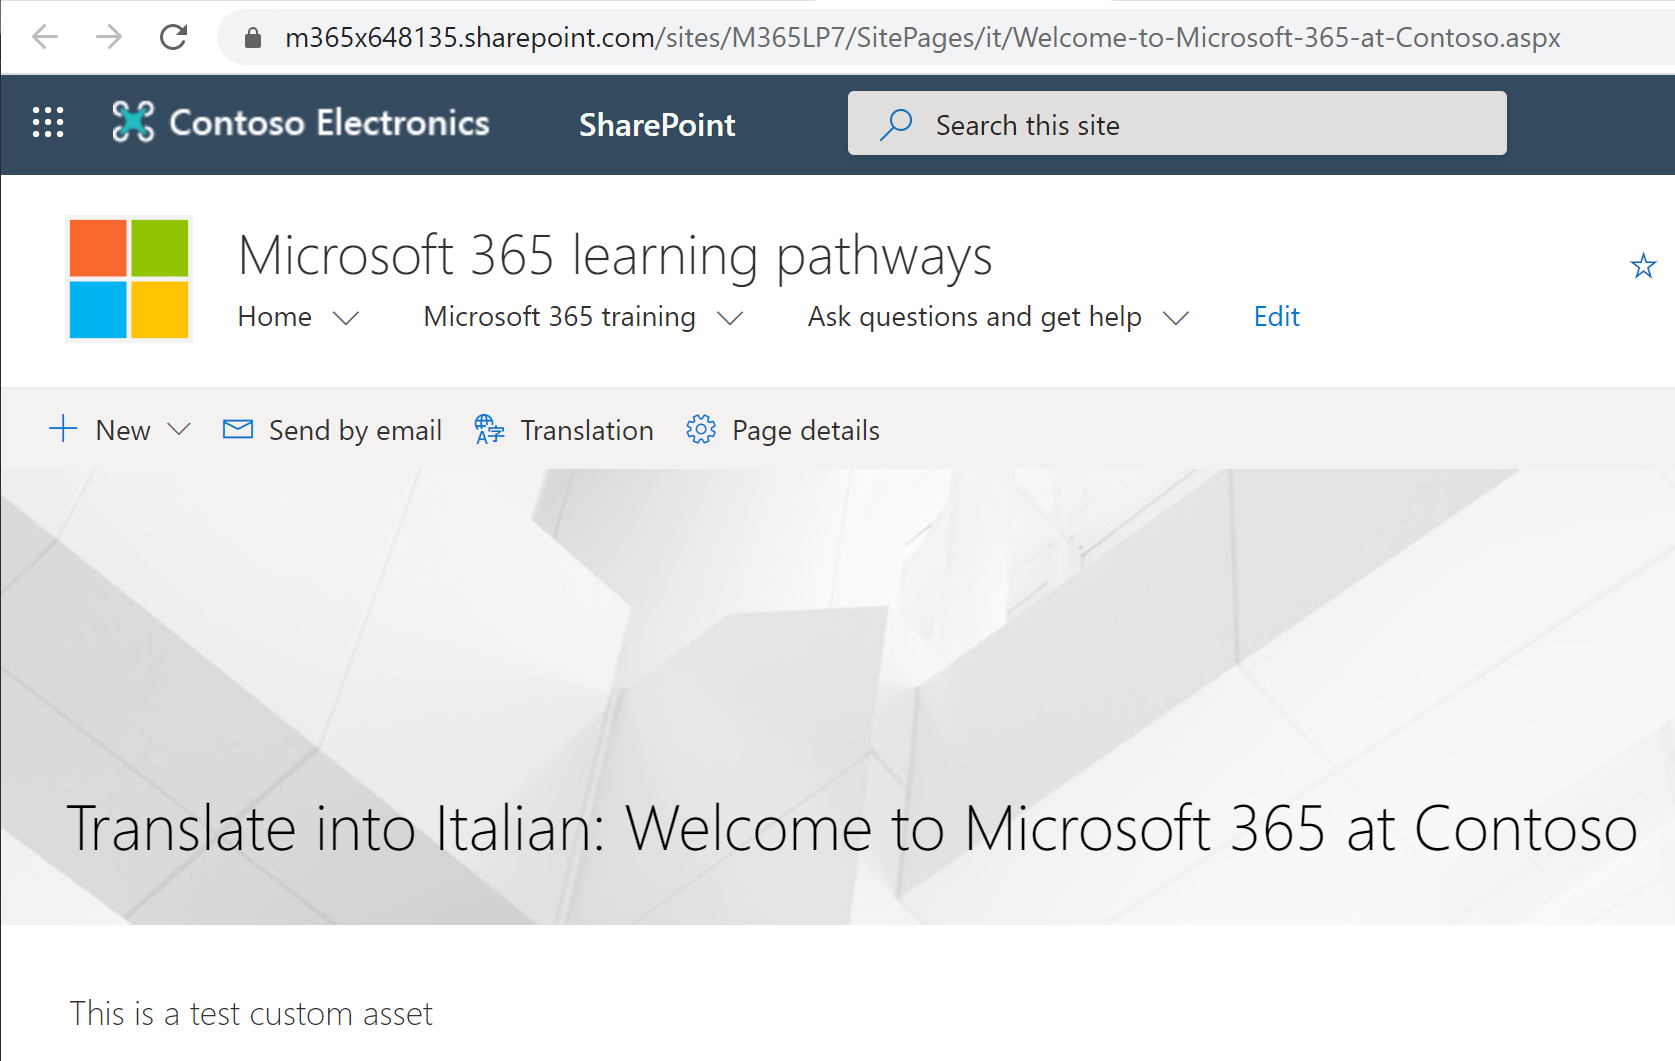 m365x648135.sharepoint.com/sites/M365LP7/SitePages/it/Welcome-to-Microsoft-365-at-Contoso.aspx
Contoso Electronics SharePoint Search this site
Microsoft 365 learning pathways
Home Microsoft 365 training Ask questions and get help Edit
New Send by email Translation Page details
Translate into Italian: Welcome to Microsoft 365 at Contoso
This is a test custom asset